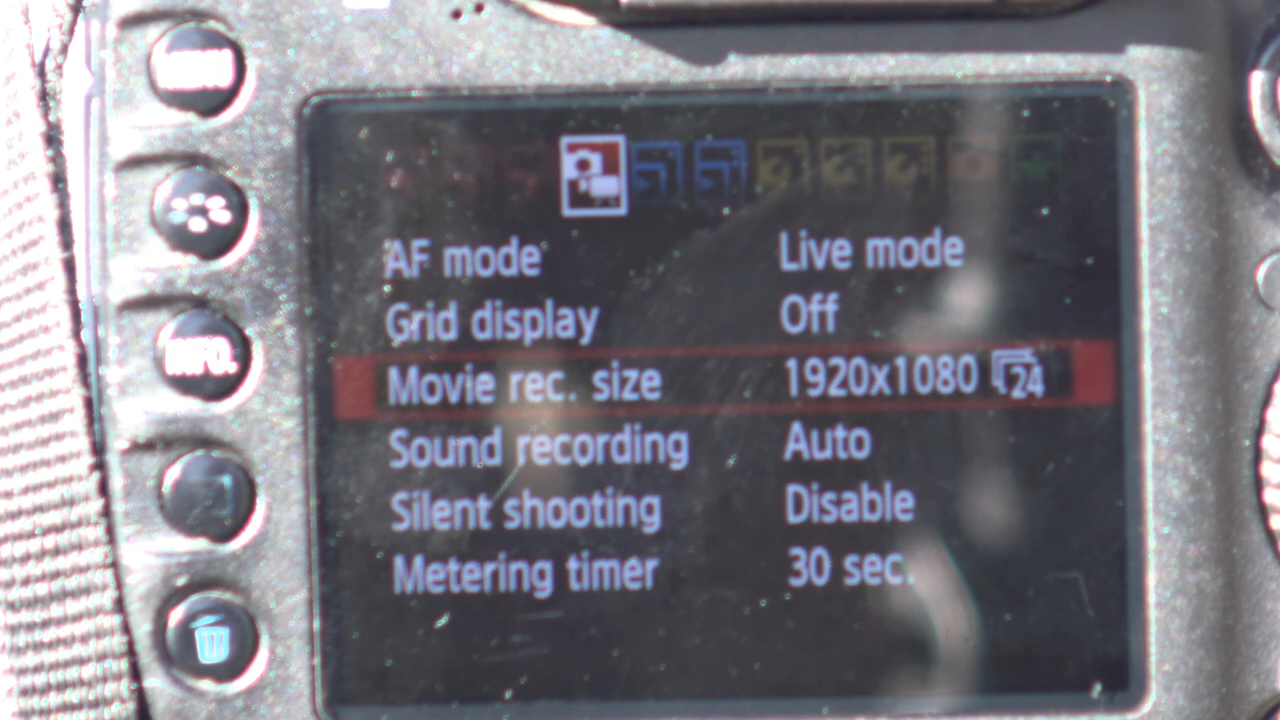 AF mode Live mode
Grid display Off
Movie rec. size 1920x1080 24
Sound recording Auto
INFO.
Silent shooting Disable
Metering timer 30 sec.